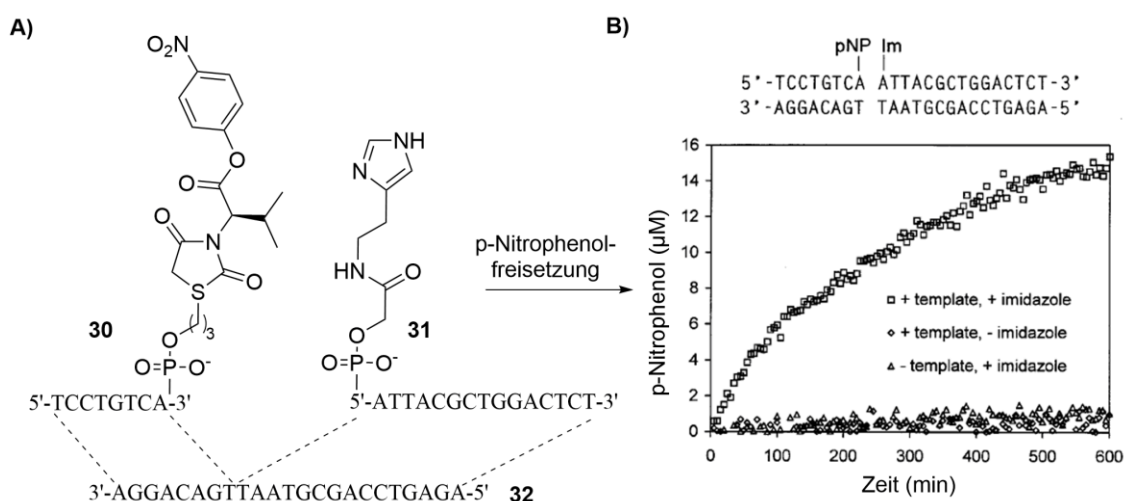 A)
O₂N
O
O
O
N
O
O
S
30
( )₃
O
O=P-O⁻
5'-TCCTGTCA-3'
NH
N
HN
O
31
O
O=P-O⁻
5'-ATTACGCTGGACTCT-3'
3'-AGGACAGTTAATGCGACCTGAGA-5' 32
p-Nitrophenol-
freisetzung
B)
pNP Im
5'-TCCTGTCA ATTACGCTGGACTCT-3'
3'-AGGACAGT TAATGCGACCTGAGA-5'
p-Nitrophenol (µM)
16
14
12
10
8
6
4
2
0
+ template, + imidazole
+ template, - imidazole
- template, + imidazole
0 100 200 300 400 500 600
Zeit (min)